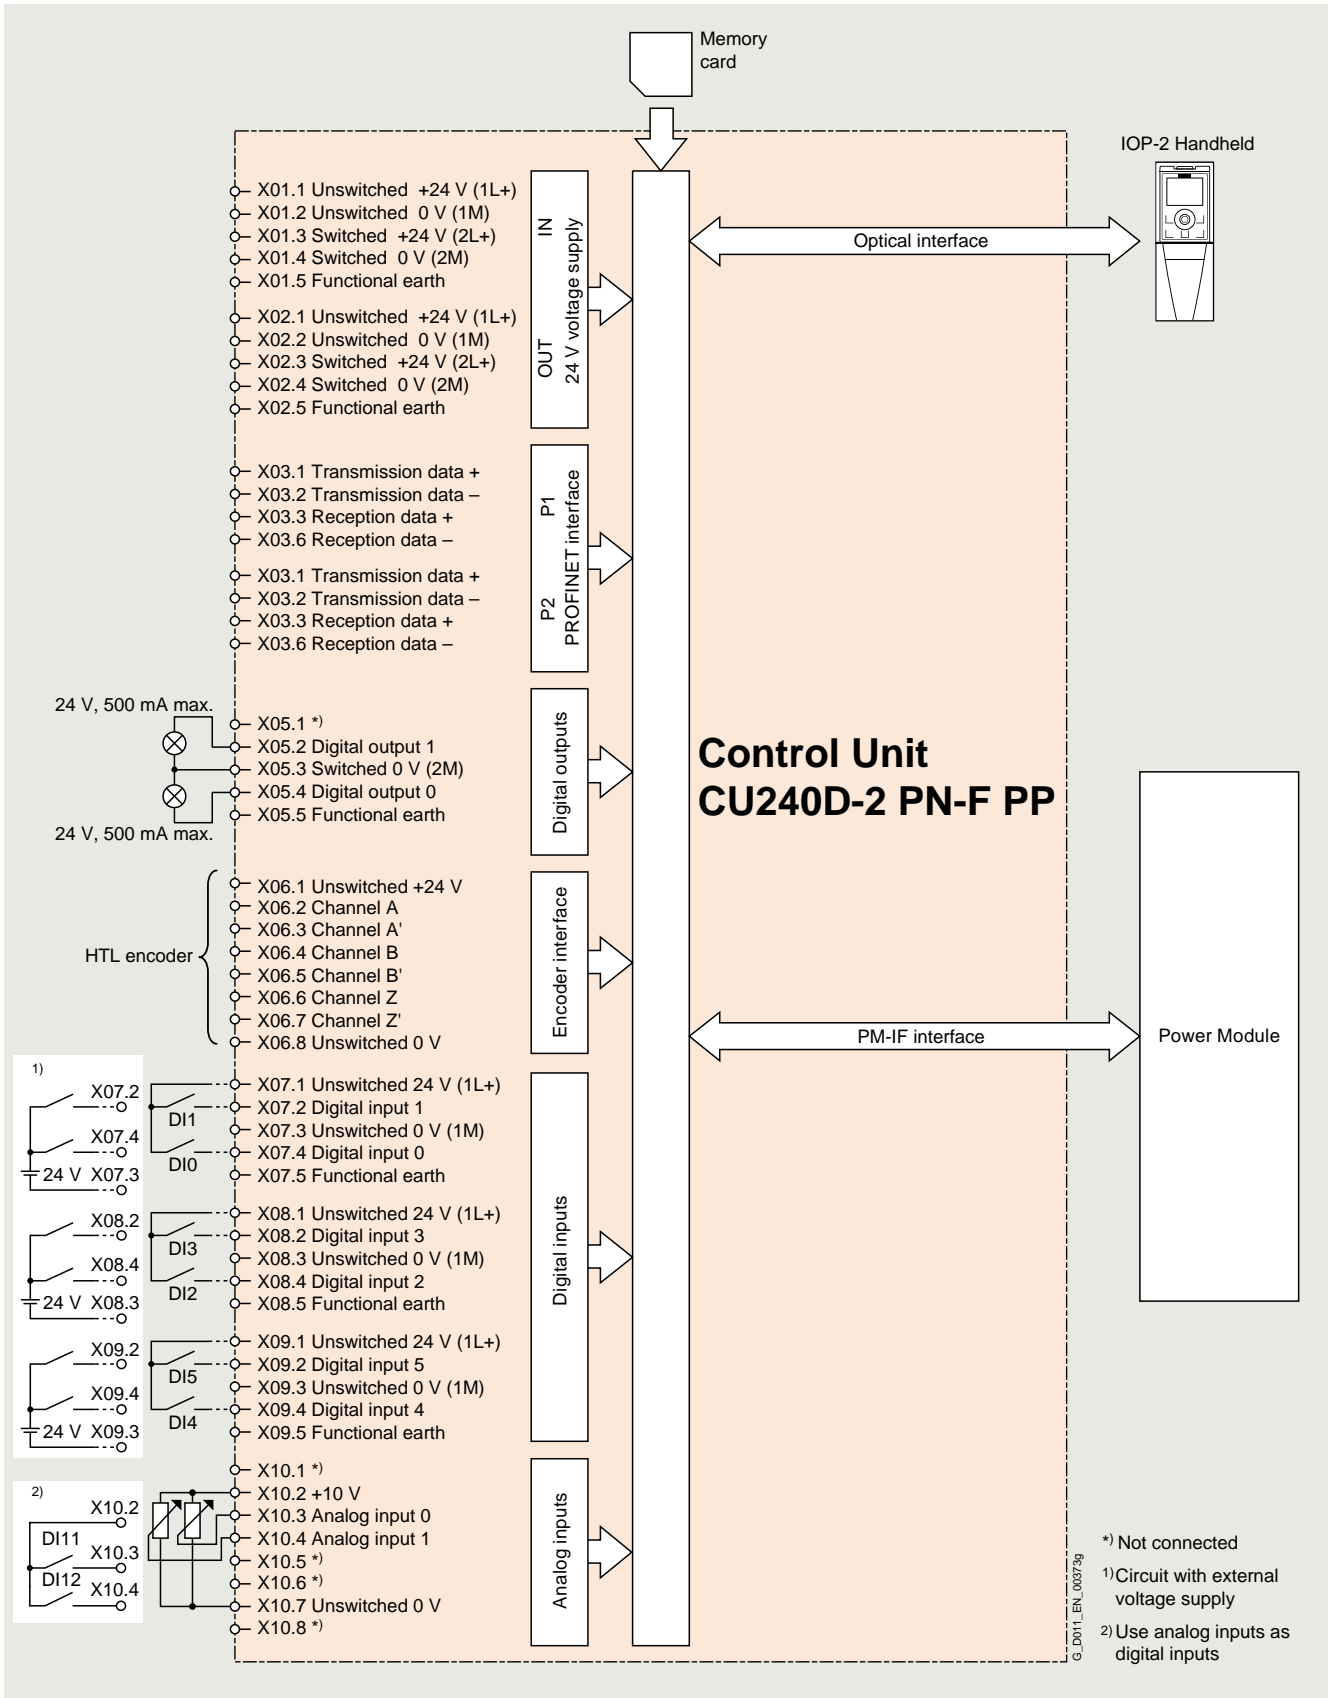 Memory
card
IOP-2 Handheld
X01.1 Unswitched +24 V (1L+)
X01.2 Unswitched 0 V (1M)
X01.3 Switched +24 V (2L+)
X01.4 Switched 0 V (2M)
X01.5 Functional earth
X02.1 Unswitched +24 V (1L+)
X02.2 Unswitched 0 V (1M)
X02.3 Switched +24 V (2L+)
X02.4 Switched 0 V (2M)
X02.5 Functional earth
IN
OUT
24 V voltage supply
Optical interface
X03.1 Transmission data +
X03.2 Transmission data –
X03.3 Reception data +
X03.6 Reception data –
X03.1 Transmission data +
X03.2 Transmission data –
X03.3 Reception data +
X03.6 Reception data –
P1
P2
PROFINET interface
24 V, 500 mA max.
24 V, 500 mA max.
X05.1 *)
X05.2 Digital output 1
X05.3 Switched 0 V (2M)
X05.4 Digital output 0
X05.5 Functional earth
Digital outputs
Control Unit
CU240D-2 PN-F PP
HTL encoder
X06.1 Unswitched +24 V
X06.2 Channel A
X06.3 Channel A'
X06.4 Channel B
X06.5 Channel B'
X06.6 Channel Z
X06.7 Channel Z'
X06.8 Unswitched 0 V
Encoder interface
PM-IF interface
Power Module
1)
X07.2
X07.4
24 V X07.3
DI1
DI0
X07.1 Unswitched 24 V (1L+)
X07.2 Digital input 1
X07.3 Unswitched 0 V (1M)
X07.4 Digital input 0
X07.5 Functional earth
X08.2
X08.4
24 V X08.3
DI3
DI2
X08.1 Unswitched 24 V (1L+)
X08.2 Digital input 3
X08.3 Unswitched 0 V (1M)
X08.4 Digital input 2
X08.5 Functional earth
X09.2
X09.4
24 V X09.3
DI5
DI4
X09.1 Unswitched 24 V (1L+)
X09.2 Digital input 5
X09.3 Unswitched 0 V (1M)
X09.4 Digital input 4
X09.5 Functional earth
Digital inputs
2)
X10.2
DI11
X10.3
DI12
X10.4
X10.1 *)
X10.2 +10 V
X10.3 Analog input 0
X10.4 Analog input 1
X10.5 *)
X10.6 *)
X10.7 Unswitched 0 V
X10.8 *)
Analog inputs
G_D011_EN_00373g
*) Not connected
1) Circuit with external
voltage supply
2) Use analog inputs as
digital inputs